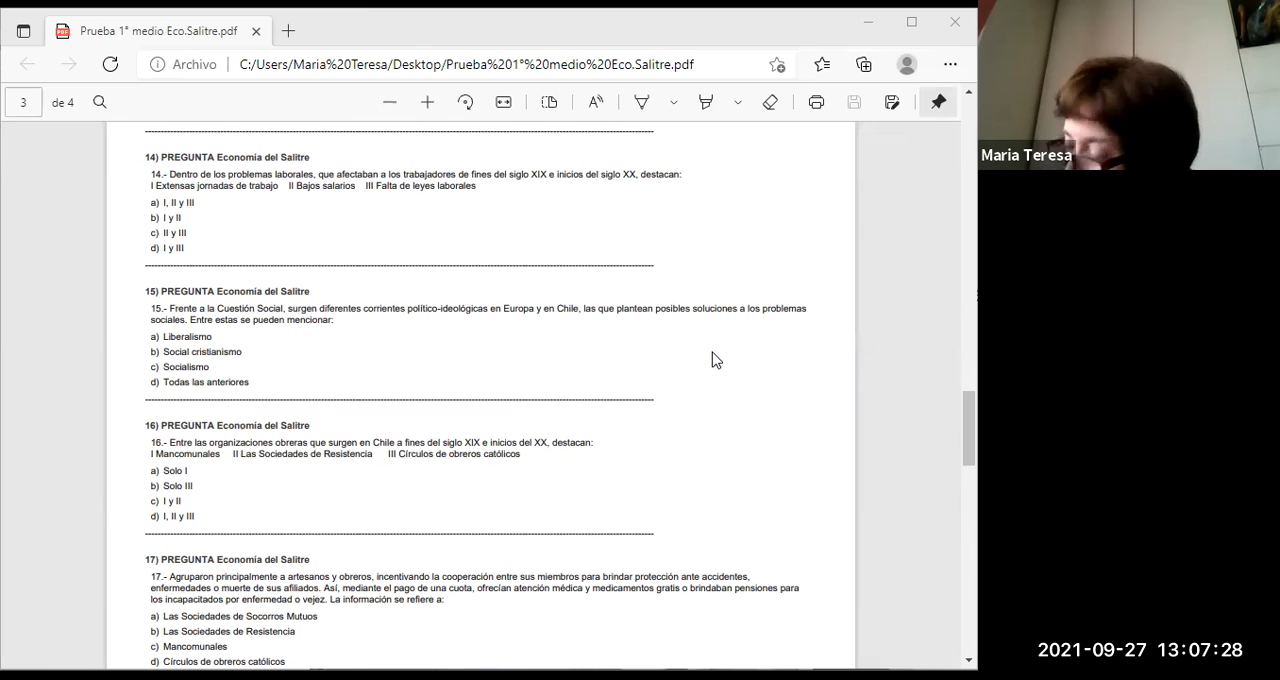 Prueba 1° medio Eco.Salitre.pdf
Archivo
C:/Users/Maria%20Teresa/Desktop/Prueba%201°%20medio%20Eco.Salitre.pdf
3 de 4
14) PREGUNTA Economía del Salitre
14.- Dentro de los problemas laborales, que afectaban a los trabajadores de fines del siglo XIX e inicios del siglo XX, destacan:
I Extensas jornadas de trabajo II Bajos salarios III Falta de leyes laborales
a) I, II y III
b) I y II
c) II y III
d) I y III
15) PREGUNTA Economía del Salitre
15.- Frente a la Cuestión Social, surgen diferentes corrientes político-ideológicas en Europa y en Chile, las que plantean posibles soluciones a los problemas
sociales. Entre estas se pueden mencionar:
a) Liberalismo
b) Social cristianismo
c) Socialismo
d) Todas las anteriores
16) PREGUNTA Economía del Salitre
16.- Entre las organizaciones obreras que surgen en Chile a fines del siglo XIX e inicios del XX, destacan:
I Mancomunales II Las Sociedades de Resistencia III Círculos de obreros católicos
a) Solo I
b) Solo III
c) I y II
d) I, II y III
17) PREGUNTA Economía del Salitre
17.- Agruparon principalmente a artesanos y obreros, incentivando la cooperación entre sus miembros para brindar protección ante accidentes,
enfermedades o muerte de sus afiliados. Así, mediante el pago de una cuota, ofrecían atención médica y medicamentos gratis o brindaban pensiones para
los incapacitados por enfermedad o vejez. La información se refiere a:
a) Las Sociedades de Socorros Mutuos
b) Las Sociedades de Resistencia
c) Mancomunales
d) Círculos de obreros católicos
Maria Teresa
2021-09-27 13:07:28